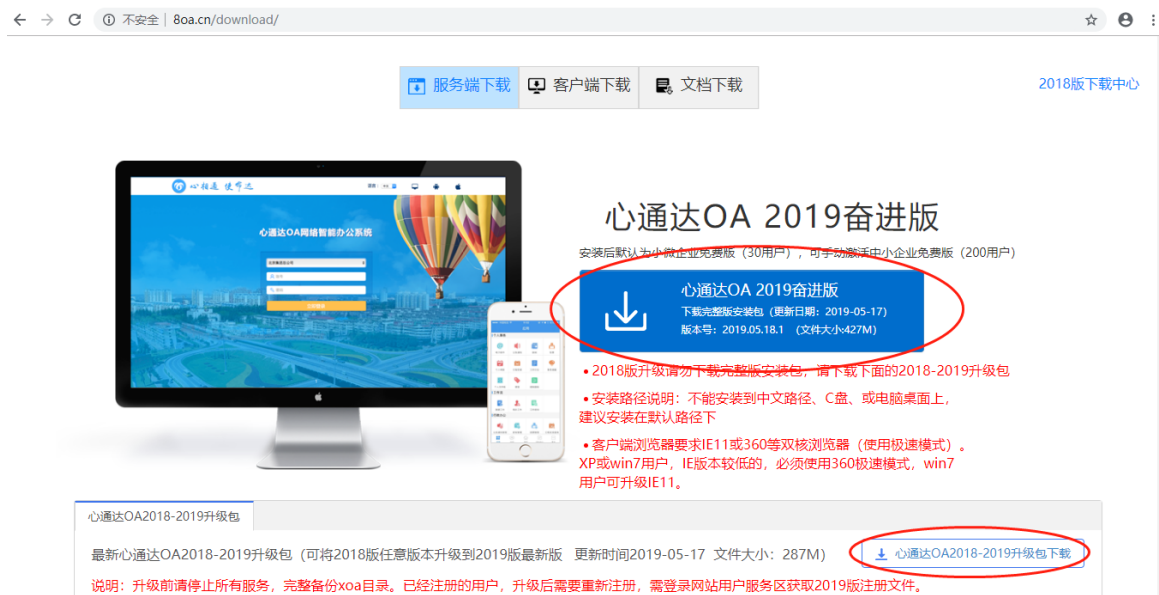 不安全 | 8oa.cn/download/
服务端下载 客户端下载 文档下载
2018版下载中心
心相通 使命达
心通达OA网络智能办公系统
心通达OA 2019奋进版
安装后默认为小微企业免费版（30用户），可手动激活中小企业免费版（200用户）
心通达OA 2019奋进版
下载完整版安装包（更新日期：2019-05-17）
版本号：2019.05.18.1 （文件大小:427M）
•2018版升级请勿下载完整版安装包，请下载下面的2018-2019升级包
•安装路径说明：不能安装到中文路径、C盘、或电脑桌面上，
建议安装在默认路径下
•客户端浏览器要求IE11或360等双核浏览器（使用极速模式）。
XP或win7用户，IE版本较低的，必须使用360极速模式，win7
用户可升级IE11。
心通达OA2018-2019升级包
最新心通达OA2018-2019升级包（可将2018版任意版本升级到2019版最新版 更新时间2019-05-17 文件大小：287M）
心通达OA2018-2019升级包下载
说明：升级前请停止所有服务，完整备份xoa目录。已经注册的用户，升级后需要重新注册，需登录网站用户服务区获取2019版注册文件。